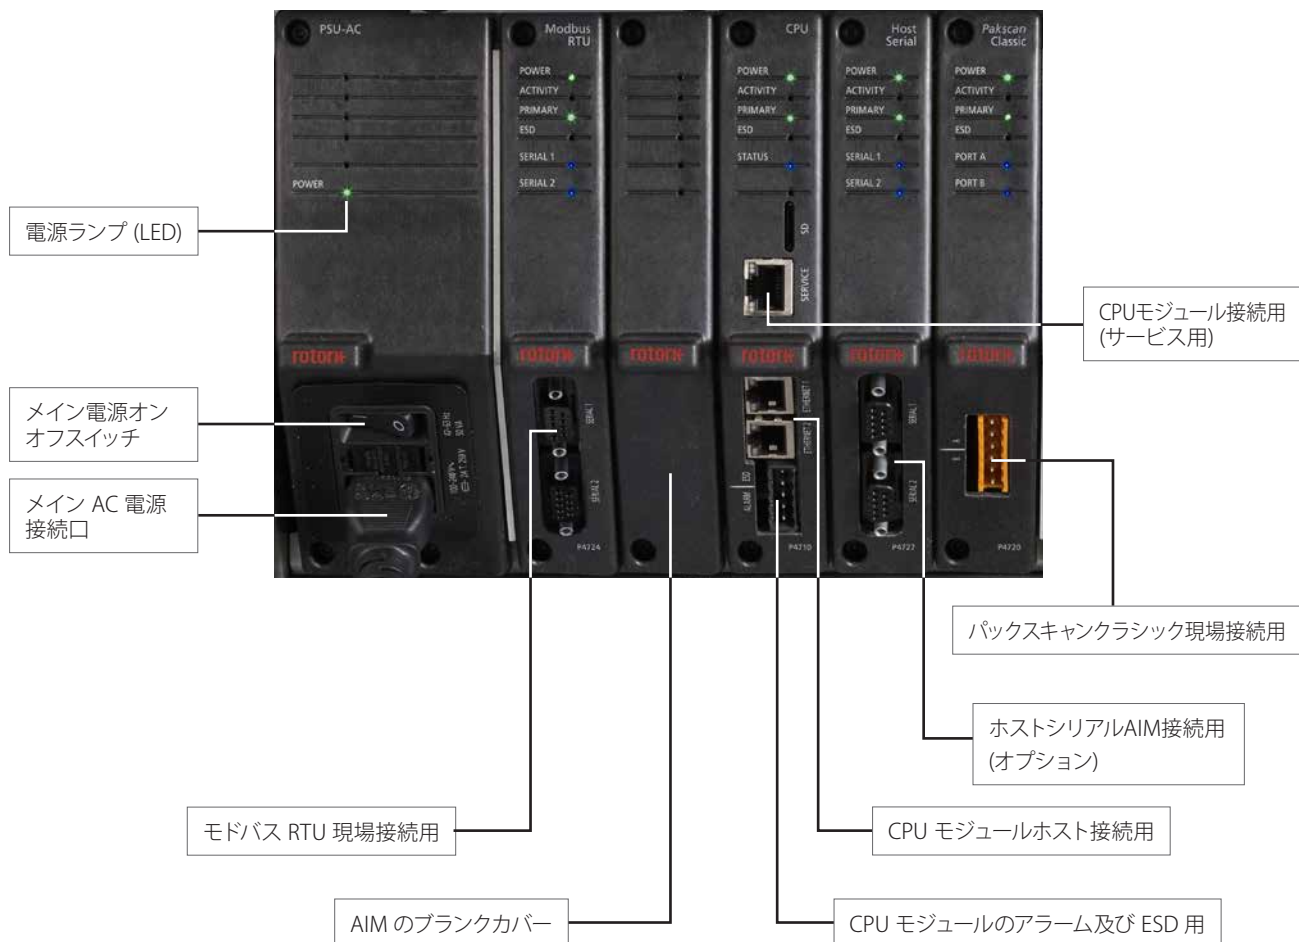 PSU-AC
POWER
rotork
100-240V~
42-63 Hz
50 VA
Modbus
RTU
POWER
ACTIVITY
PRIMARY
ESD
SERIAL 1
SERIAL 2
rotork
SERIAL 1
SERIAL 2
P4724
rotork
CPU
POWER
ACTIVITY
PRIMARY
ESD
STATUS
SD
SERVICE
rotork
ETHERNET 1
ETHERNET 2
ALARM
ESD
P4710
Host
Serial
POWER
ACTIVITY
PRIMARY
ESD
SERIAL 1
SERIAL 2
rotork
SERIAL 1
SERIAL 2
P4727
Pakscan
Classic
POWER
ACTIVITY
PRIMARY
ESD
PORT A
PORT B
rotork
A
B
P4720
電源ランプ (LED)
メイン電源オン
オフスイッチ
メイン AC 電源
接続口
CPUモジュール接続用
(サービス用)
パックスキャンクラシック現場接続用
ホストシリアルAIM接続用
(オプション)
モドバス RTU 現場接続用
CPU モジュールホスト接続用
AIM のブランクカバー
CPU モジュールのアラーム及び ESD 用